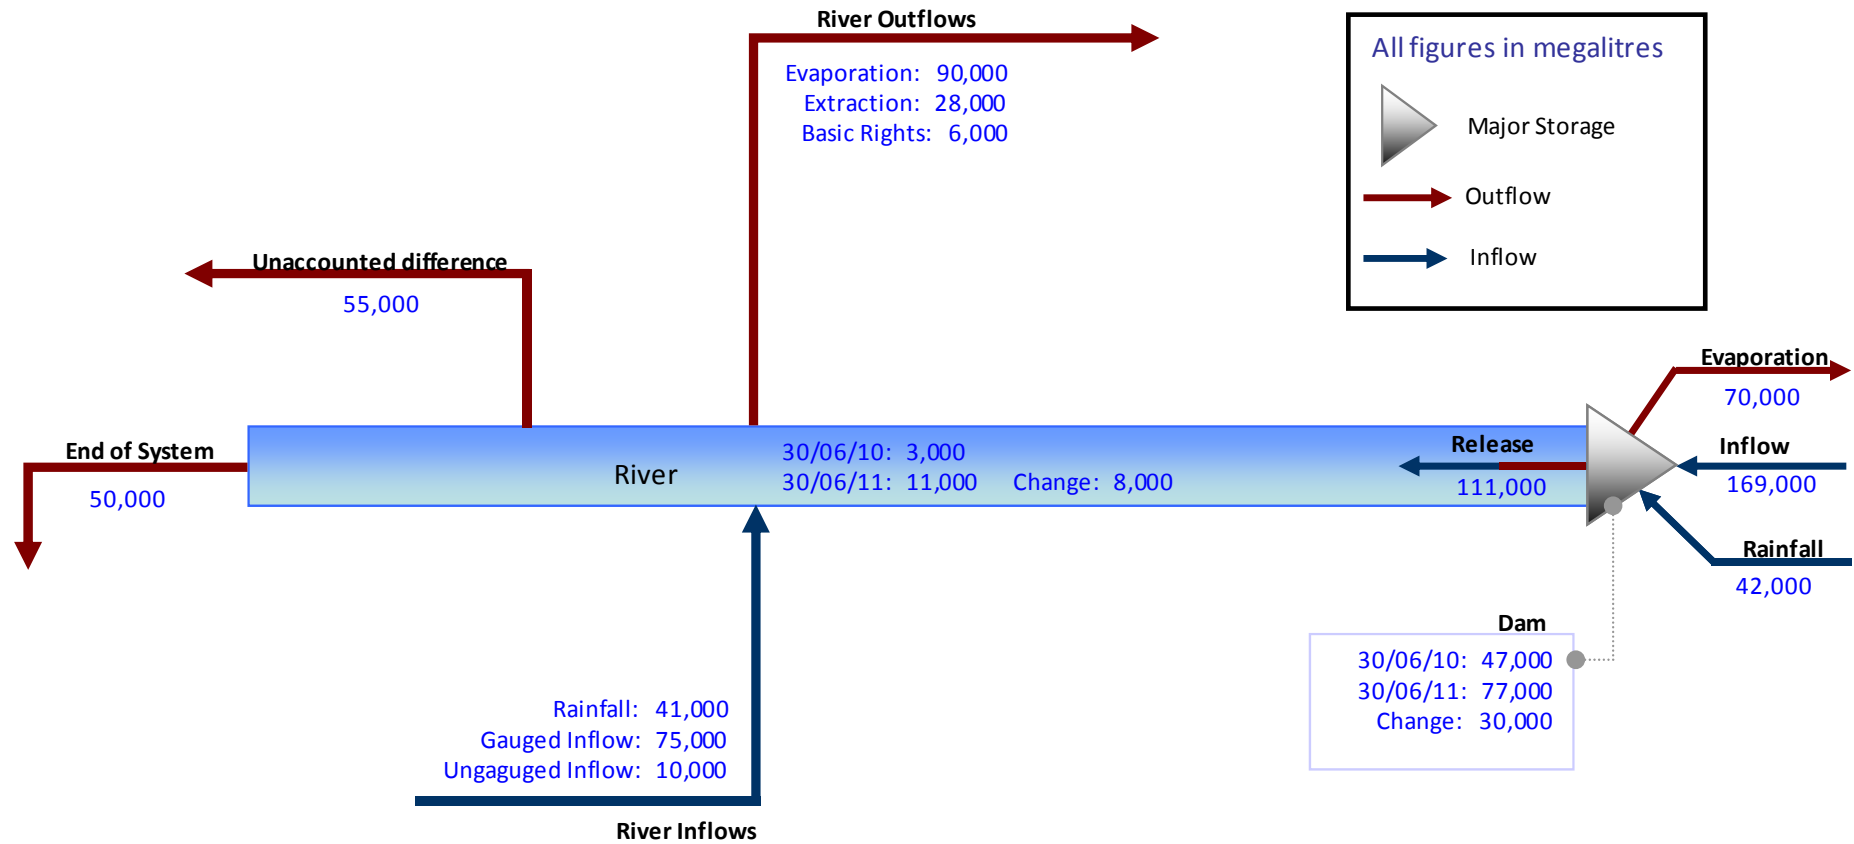 River Outflows
Evaporation: 90,000
Extraction: 28,000
Basic Rights: 6,000
All figures in megalitres
Major Storage
Outflow
Inflow
Unaccounted difference
55,000
Evaporation
70,000
End of System
50,000
River
30/06/10: 3,000
30/06/11: 11,000 Change: 8,000
Release
111,000
Inflow
169,000
Rainfall
42,000
Dam
30/06/10: 47,000
30/06/11: 77,000
Change: 30,000
Rainfall: 41,000
Gauged Inflow: 75,000
Ungaguged Inflow: 10,000
River Inflows